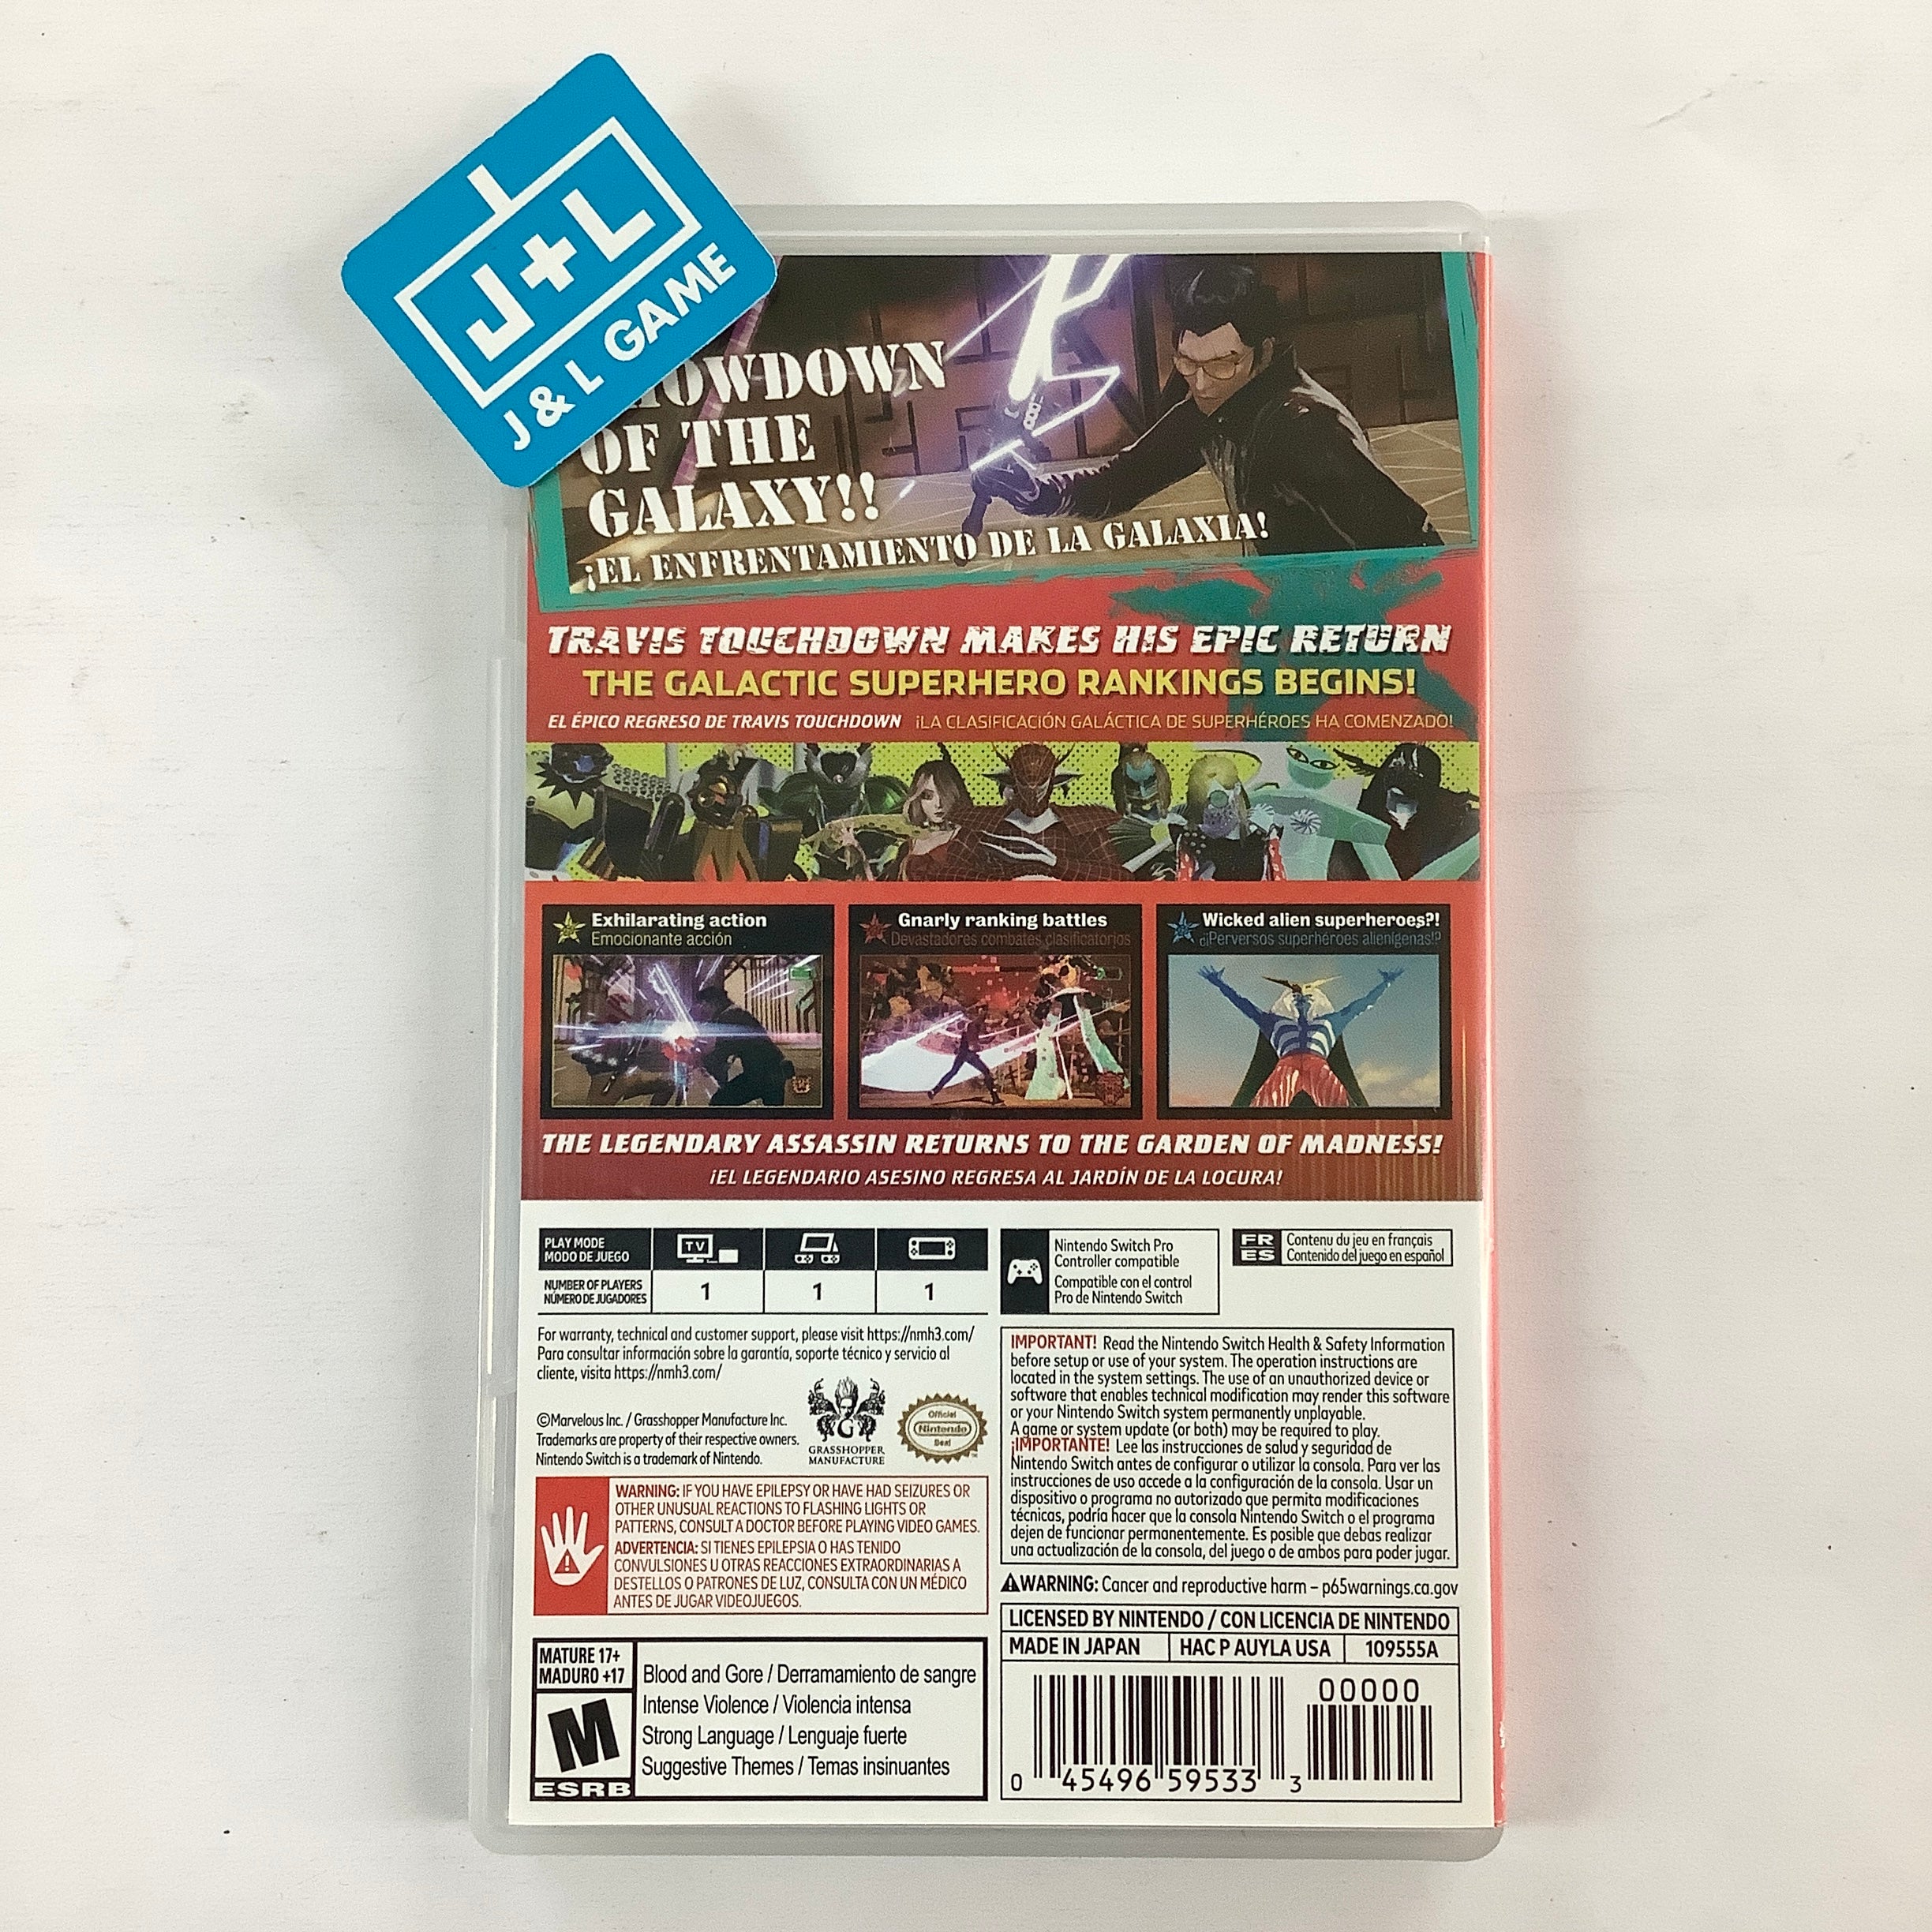 J+L
J & L GAME
OF THE
GALAXY!!
¡EL ENFRENTAMIENTO DE LA GALAXIA!
TRAVIS TOUCHDOWN MAKES HIS EPIC RETURN
THE GALACTIC SUPERHERO RANKINGS BEGINS!
EL ÉPICO REGRESO DE TRAVIS TOUCHDOWN ¡LA CLASIFICACIÓN GALÁCTICA DE SUPERHÉROES HA COMENZADO!
Exhilarating action
Emocionante acción
Gnarly ranking battles
Devastadores combates clasificatorios
Wicked alien superheroes?!
¿¡Perversos superhéroes alienígenas!?
THE LEGENDARY ASSASSIN RETURNS TO THE GARDEN OF MADNESS!
¡EL LEGENDARIO ASESINO REGRESA AL JARDÍN DE LA LOCURA!
PLAY MODE
MODO DE JUEGO
TV
NUMBER OF PLAYERS
NÚMERO DE JUGADORES
1 1 1
Nintendo Switch Pro
Controller compatible
Compatible con el control
Pro de Nintendo Switch
FR
ES
Contenu du jeu en français
Contenido del juego en español
For warranty, technical and customer support, please visit https://nmh3.com/
Para consultar información sobre la garantía, soporte técnico y servicio al
cliente, visita https://nmh3.com/
©Marvelous Inc. / Grasshopper Manufacture Inc.
Trademarks are property of their respective owners.
Nintendo Switch is a trademark of Nintendo.
G
GRASSHOPPER
MANUFACTURE
Official
Nintendo
Seal
WARNING: IF YOU HAVE EPILEPSY OR HAVE HAD SEIZURES OR
OTHER UNUSUAL REACTIONS TO FLASHING LIGHTS OR
PATTERNS, CONSULT A DOCTOR BEFORE PLAYING VIDEO GAMES.
ADVERTENCIA: SI TIENES EPILEPSIA O HAS TENIDO
CONVULSIONES U OTRAS REACCIONES EXTRAORDINARIAS A
DESTELLOS O PATRONES DE LUZ, CONSULTA CON UN MÉDICO
ANTES DE JUGAR VIDEOJUEGOS.
IMPORTANT! Read the Nintendo Switch Health & Safety Information
before setup or use of your system. The operation instructions are
located in the system settings. The use of an unauthorized device or
software that enables technical modification may render this software
or your Nintendo Switch system permanently unplayable.
A game or system update (or both) may be required to play.
¡IMPORTANTE! Lee las instrucciones de salud y seguridad de
Nintendo Switch antes de configurar o utilizar la consola. Para ver las
instrucciones de uso accede a la configuración de la consola. Usar un
dispositivo o programa no autorizado que permita modificaciones
técnicas, podría hacer que la consola Nintendo Switch o el programa
dejen de funcionar permanentemente. Es posible que debas realizar
una actualización de la consola, del juego o de ambos para poder jugar.
WARNING: Cancer and reproductive harm – p65warnings.ca.gov
LICENSED BY NINTENDO / CON LICENCIA DE NINTENDO
MADE IN JAPAN HAC P AUYLA USA 109555A
MATURE 17+
MADURO +17
M
ESRB
Blood and Gore / Derramamiento de sangre
Intense Violence / Violencia intensa
Strong Language / Lenguaje fuerte
Suggestive Themes / Temas insinuantes
00000
0 45496 59533 3